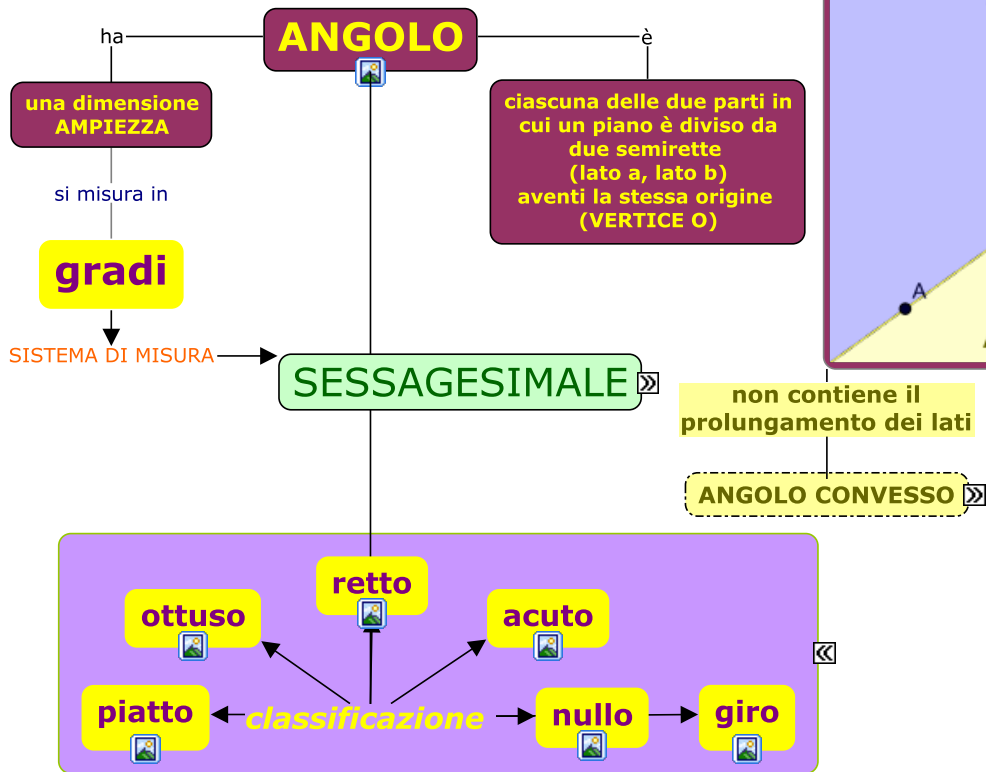 ANGOLO
ha
è
una dimensione
AMPIEZZA
ciascuna delle due parti in
cui un piano è diviso da
due semirette
(lato a, lato b)
aventi la stessa origine
(VERTICE O)
si misura in
gradi
A
SISTEMA DI MISURA
SESSAGESIMALE
non contiene il
prolungamento dei lati
ANGOLO CONVESSO
retto
ottuso
acuto
piatto
classificazione
nullo
giro